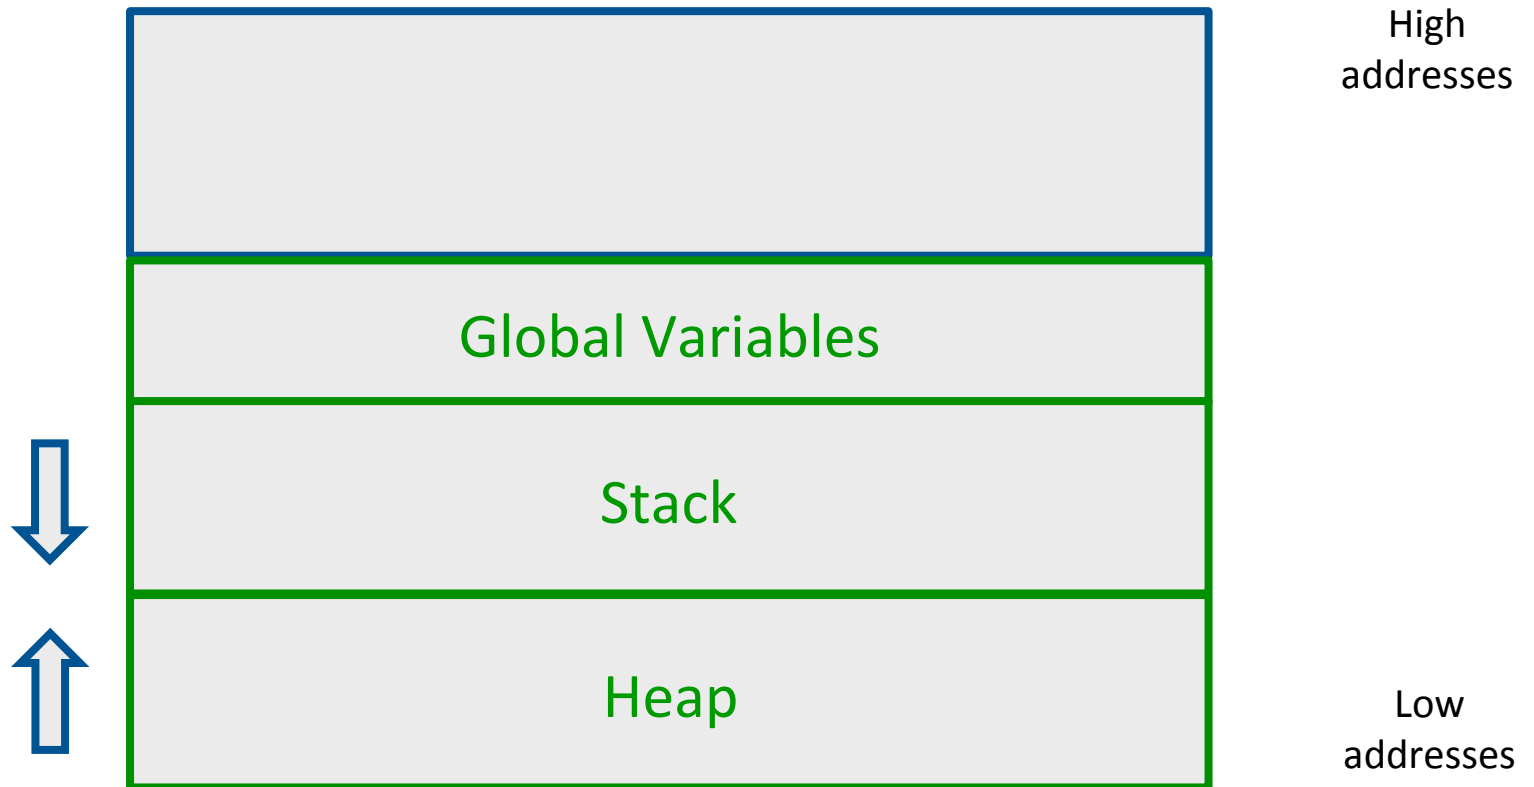 High
addresses
Global Variables
Stack
Heap
Low
addresses